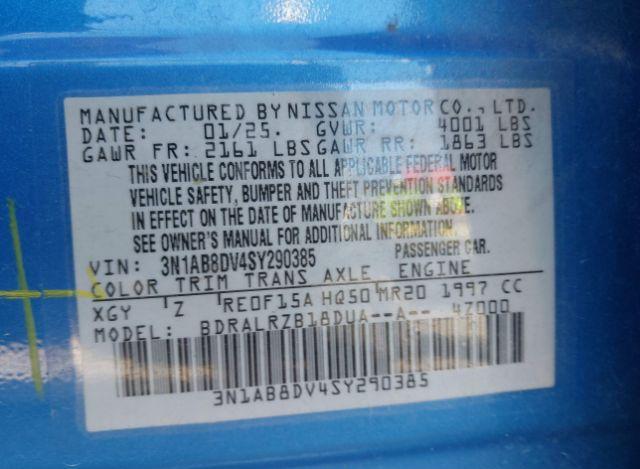 MANUFACTURED BY NISSAN MOTOR CO., LTD.
DATE: 01/25. GVWR: 4001 LBS
GAWR FR: 2161 LBS GAWR RR: 1863 LBS
THIS VEHICLE CONFORMS TO ALL APPLICABLE FEDERAL MOTOR
VEHICLE SAFETY, BUMPER AND THEFT PREVENTION STANDARDS
IN EFFECT ON THE DATE OF MANUFACTURE SHOWN ABOVE.
SEE OWNER'S MANUAL FOR ADDITIONAL INFORMATION.
VIN: 3N1AB8DV4SY290385 PASSENGER CAR.
COLOR TRIM TRANS AXLE ENGINE
XGY Z RE0F15A HQ50 MR20 1997 CC
MODEL: BDRALRZB18DUA--A-- 4Z000
3N1AB8DV4SY290385